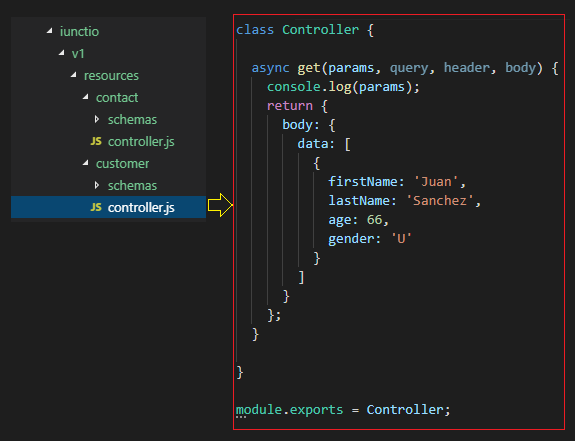 iunctio
v1
resources
contact
schemas
JS controller.js
customer
schemas
JS controller.js
class Controller {
async get(params, query, header, body) {
console.log(params);
return {
body: {
data: [
{
firstName: 'Juan',
lastName: 'Sanchez',
age: 66,
gender: 'U'
}
]
}
};
}
}
module.exports = Controller;